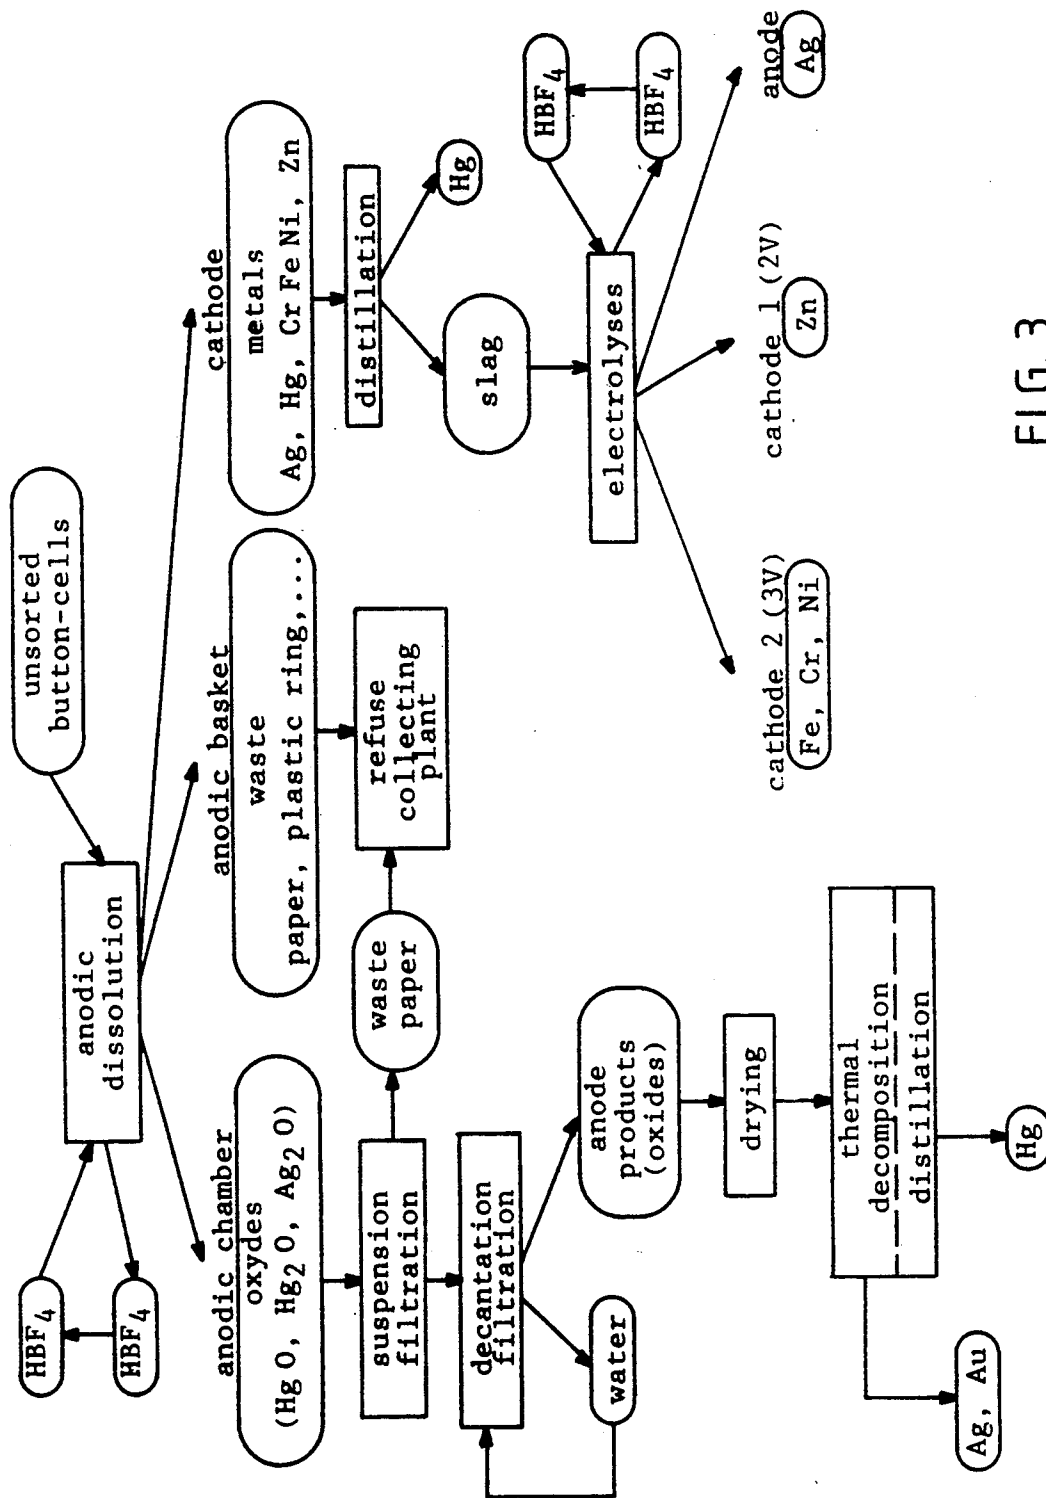 unsorted
button-cells
HBF4
HBF4
anodic
dissolution
anodic chamber
oxydes
(Hg O, Hg2 O, Ag2 O)
anodic basket
waste
paper, plastic ring,...
cathode
metals
Ag, Hg, Cr Fe Ni, Zn
suspension
filtration
waste
paper
refuse
collecting
plant
distillation
Hg
decantation
filtration
slag
water
anode
products
(oxides)
electrolyses
HBF4
HBF4
drying
thermal
decomposition
distillation
Ag, Au
Hg
cathode 2 (3V)
Fe, Cr, Ni
cathode 1 (2V)
Zn
anode
Ag
FIG. 3